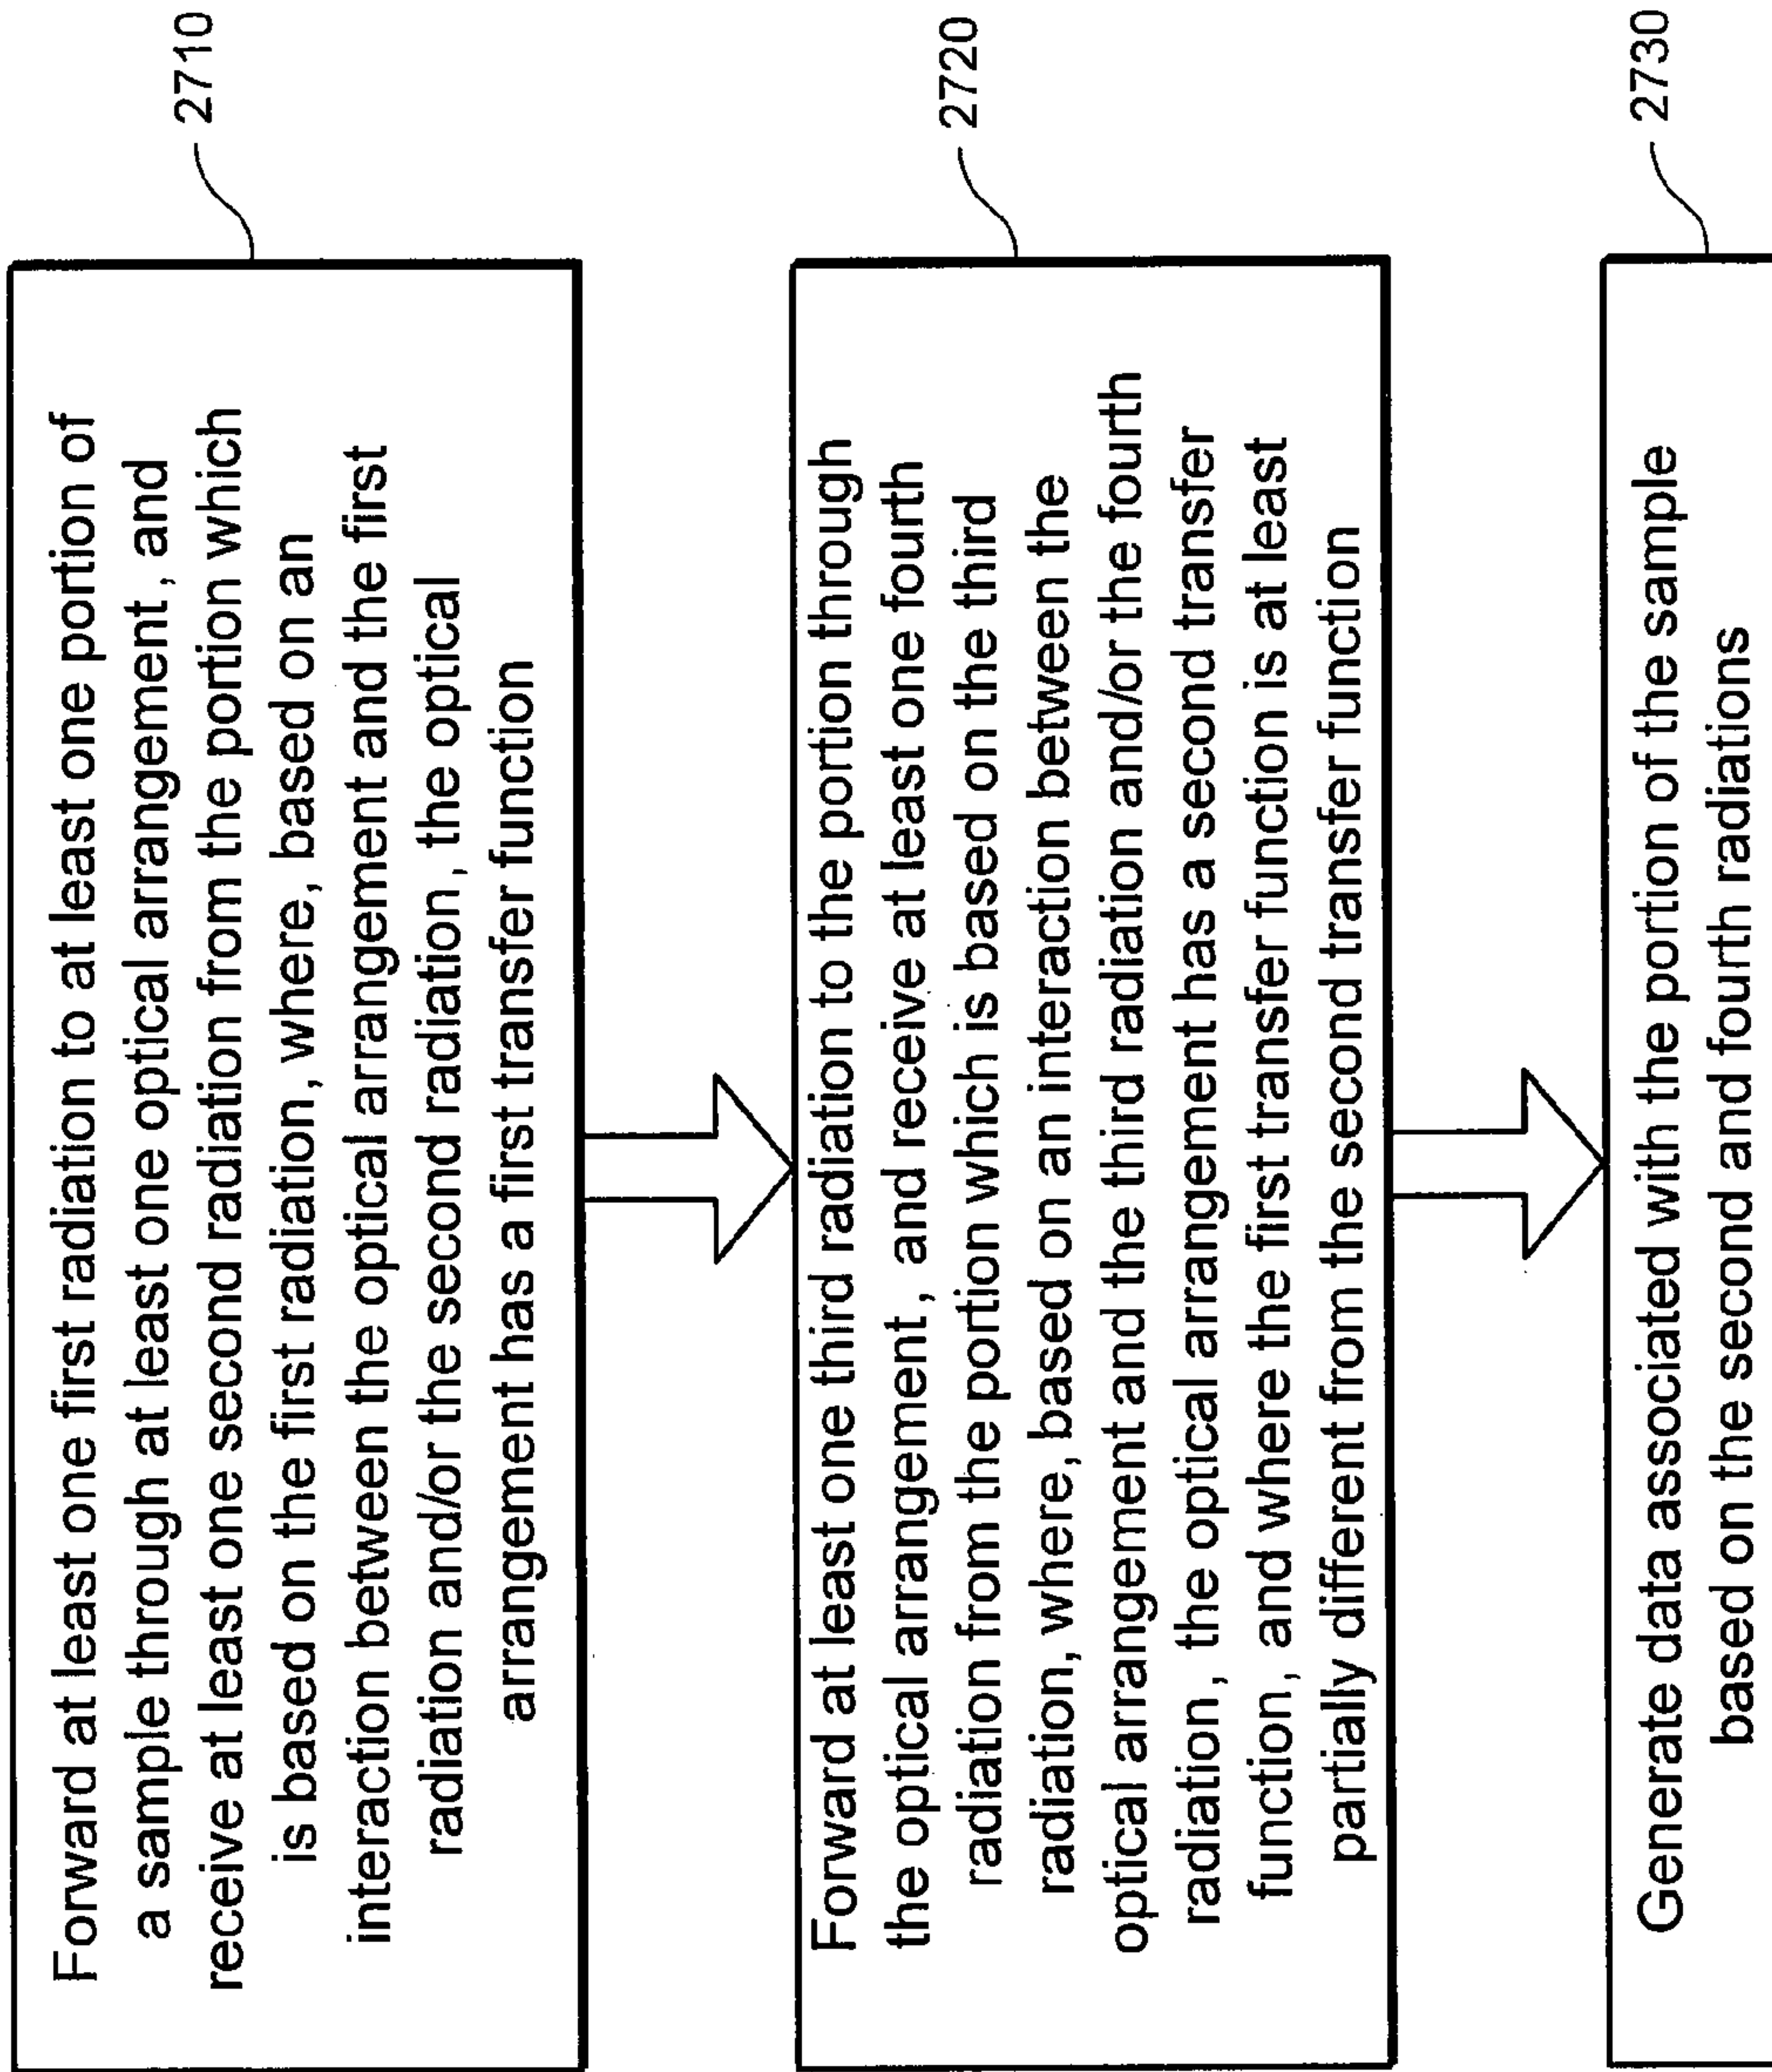 Forward at least one first radiation to at least one portion of
a sample through at least one optical arrangement, and
receive at least one second radiation from the portion which
is based on the first radiation, where, based on an
interaction between the optical arrangement and the first
radiation and/or the second radiation, the optical
arrangement has a first transfer function
2710
Forward at least one third radiation to the portion through
the optical arrangement, and receive at least one fourth
radiation from the portion which is based on the third
radiation, where, based on an interaction between the
optical arrangement and the third radiation and/or the fourth
radiation, the optical arrangement has a second transfer
function, and where the first transfer function is at least
partially different from the second transfer function
2720
Generate data associated with the portion of the sample
based on the second and fourth radiations
2730